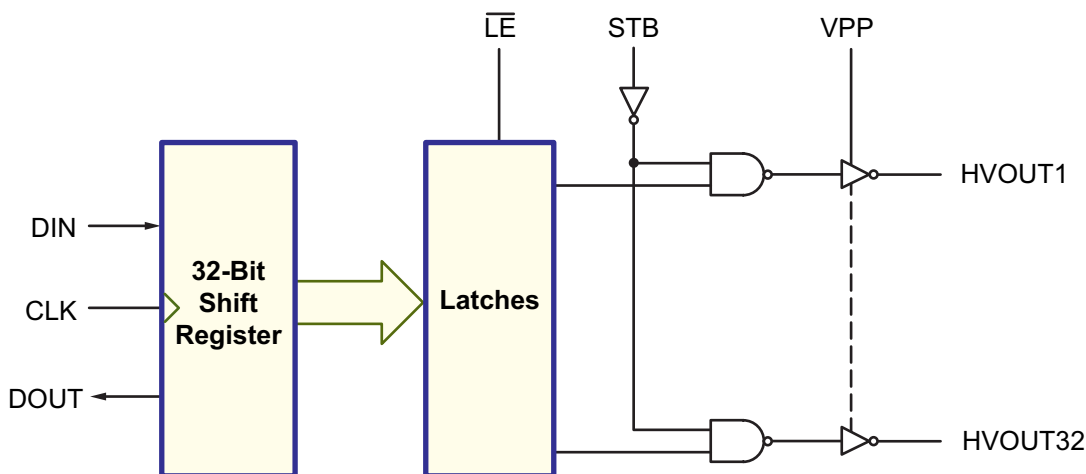 LE STB VPP
HVOUT1
DIN
32-Bit
Shift
Register
Latches
CLK
DOUT
HVOUT32